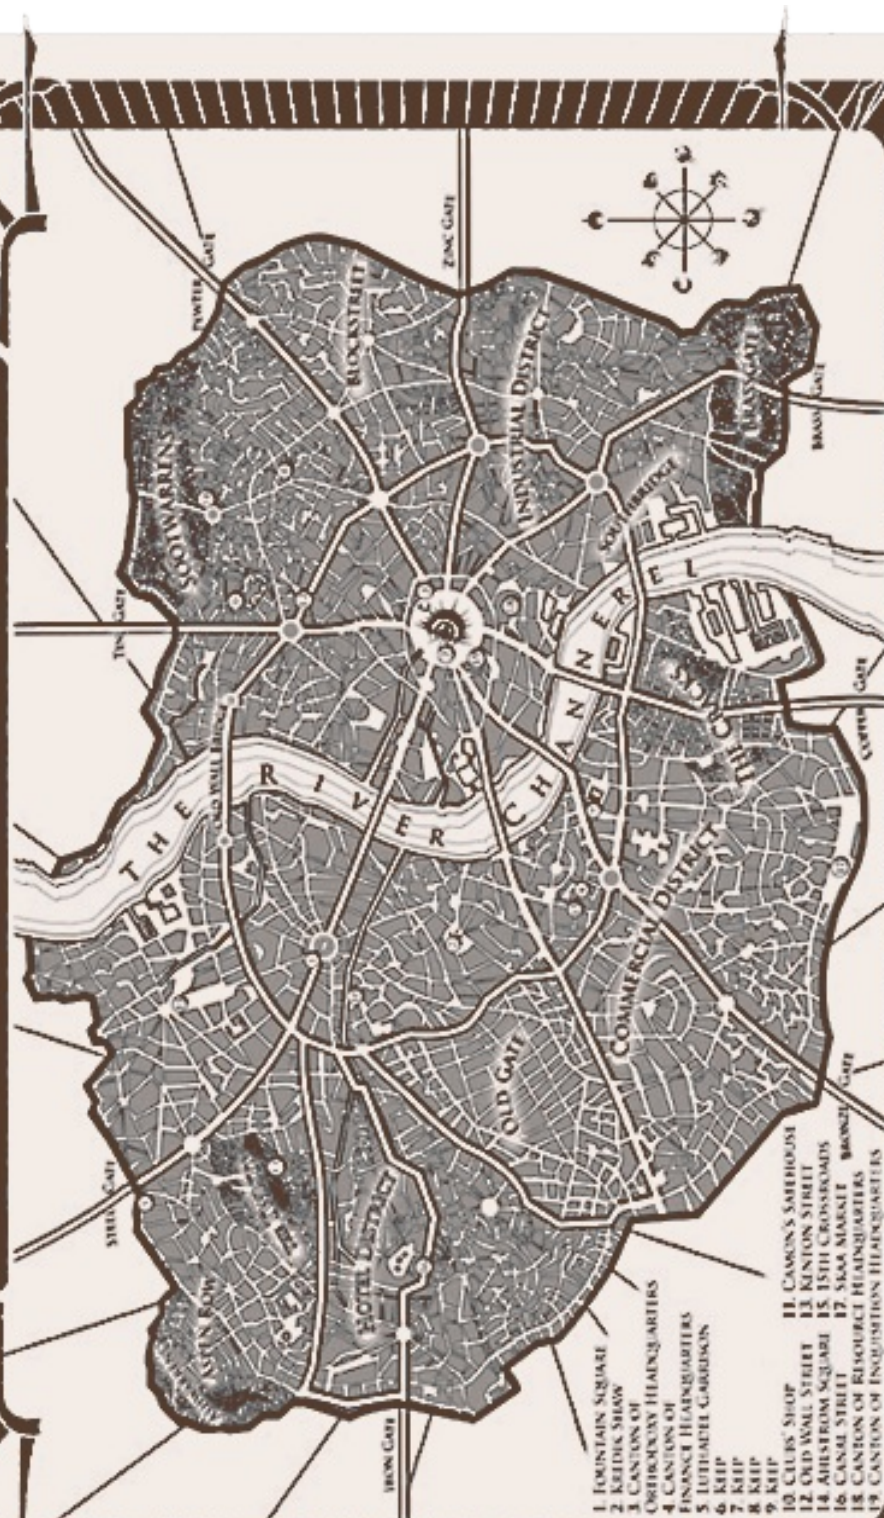 ZINC GATE
PEWTER GATE
BLOCKSTREET
INDUSTRIAL DISTRICT
BRASSGATE
BRASS GATE
SOOTWARRENS
SOUTHBRIDGE
TIN GATE
THE RIVER CHANNEREL
OLD WALL
COPPER GATE
COMMERCIAL DISTRICT
OLD GATE
STEEL GATE
HOTEL DISTRICT
IRON GATE
BRONZE GATE
1. FOUNTAIN SQUARE
2. KREDIK SHAW
3. CANTON OF
ORTHODOXY HEADQUARTERS
4. CANTON OF
FINANCE HEADQUARTERS
5. LUTHADEL GARRISON
6. KEEP
7. KEEP
8. KEEP
9. KEEP
10. CLUBS' SHOP
11. CAMON'S SAFEHOUSE
12. OLD WALL STREET
13. KENTON STREET
14. AHLSTROM SQUARE
15. 15TH CROSSROADS
16. CANAL STREET
17. SKAA MARKET
18. CANTON OF RESOURCE HEADQUARTERS
19. CANTON OF INQUISITION HEADQUARTERS